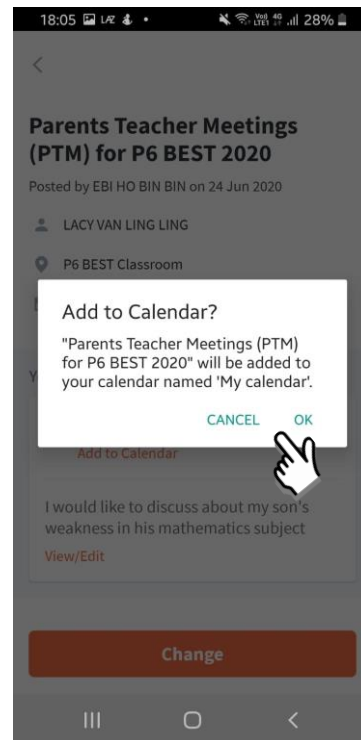 18:05 LAZ 28%
Parents Teacher Meetings
(PTM) for P6 BEST 2020
Posted by EBI HO BIN BIN on 24 Jun 2020
LACY VAN LING LING
P6 BEST Classroom
Add to Calendar?
"Parents Teacher Meetings (PTM)
for P6 BEST 2020" will be added to
your calendar named 'My calendar'.
CANCEL OK
Add to Calendar
I would like to discuss about my son's
weakness in his mathematics subject
View/Edit
Change